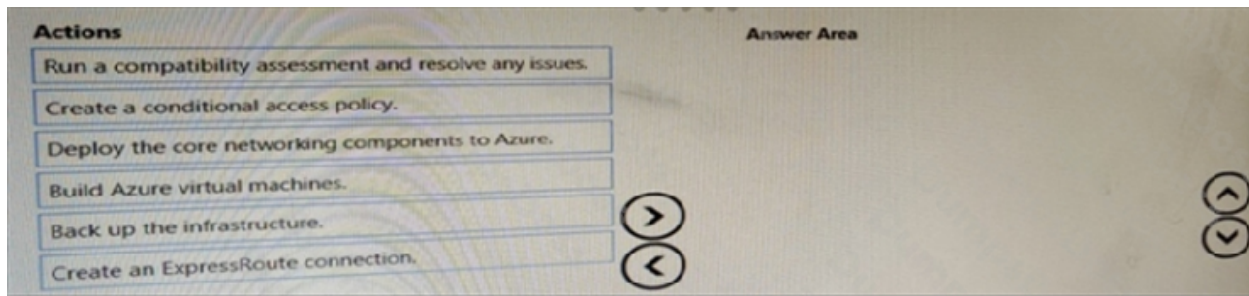 Actions
Answer Area
Run a compatibility assessment and resolve any issues.
Create a conditional access policy.
Deploy the core networking components to Azure.
Build Azure virtual machines.
Back up the infrastructure.
Create an ExpressRoute connection.